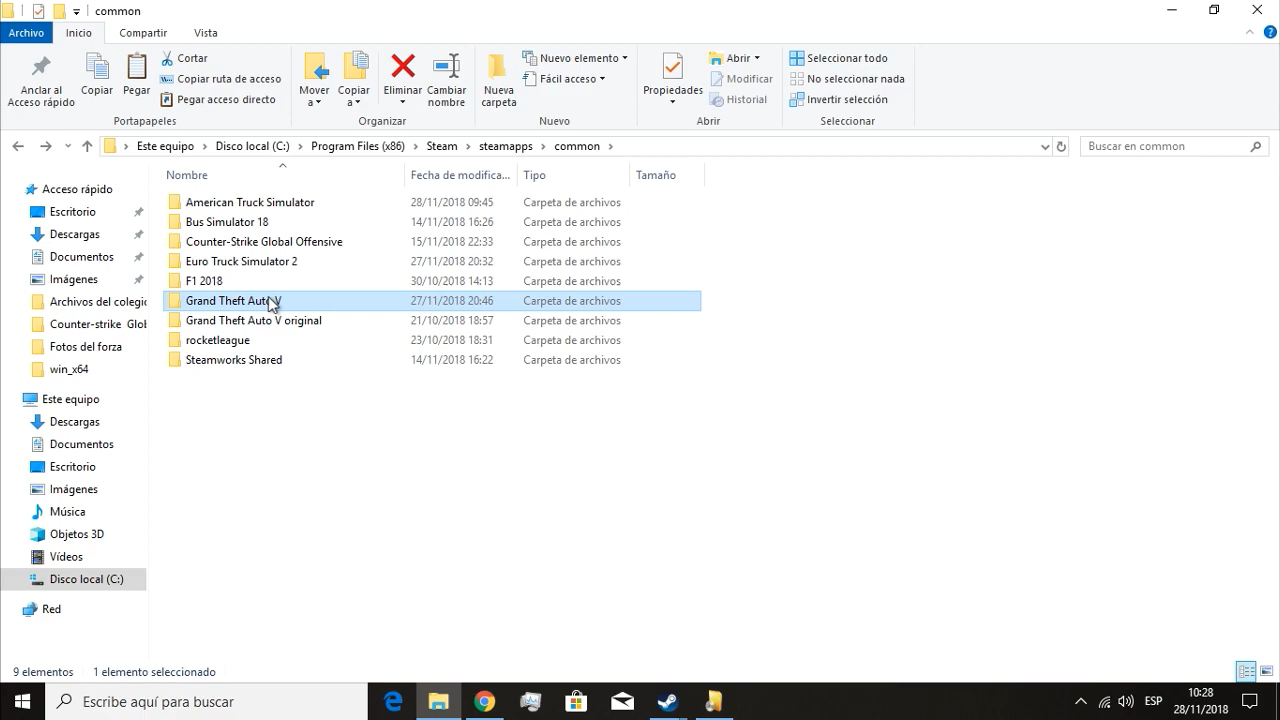 common
Archivo Inicio Compartir Vista
Anclar al Acceso rápido
Copiar
Pegar
Cortar
Copiar ruta de acceso
Pegar acceso directo
Portapapeles
Mover a
Copiar a
Eliminar
Cambiar nombre
Organizar
Nueva carpeta
Nuevo elemento
Fácil acceso
Nuevo
Propiedades
Abrir
Modificar
Historial
Abrir
Seleccionar todo
No seleccionar nada
Invertir selección
Seleccionar
Este equipo > Disco local (C:) > Program Files (x86) > Steam > steamapps > common >
Buscar en common
Nombre Fecha de modifica... Tipo Tamaño
American Truck Simulator 28/11/2018 09:45 Carpeta de archivos
Bus Simulator 18 14/11/2018 16:26 Carpeta de archivos
Counter-Strike Global Offensive 15/11/2018 22:33 Carpeta de archivos
Euro Truck Simulator 2 27/11/2018 20:32 Carpeta de archivos
F1 2018 30/10/2018 14:13 Carpeta de archivos
Grand Theft Auto V 27/11/2018 20:46 Carpeta de archivos
Grand Theft Auto V original 21/10/2018 18:57 Carpeta de archivos
rocketleague 23/10/2018 18:31 Carpeta de archivos
Steamworks Shared 14/11/2018 16:22 Carpeta de archivos
Acceso rápido
Escritorio
Descargas
Documentos
Imágenes
Archivos del colegio
Counter-strike Glob
Fotos del forza
win_x64
Este equipo
Descargas
Documentos
Escritorio
Imágenes
Música
Objetos 3D
Vídeos
Disco local (C:)
Red
9 elementos 1 elemento seleccionado
Escribe aquí para buscar
ESP
10:28
28/11/2018